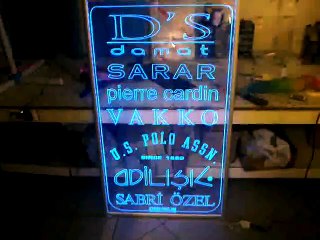 D'S
damat
SARAR
pierre cardin
VAKKO
U.S. POLO ASSN.
SINCE 1890
ADİLIŞIK
SABRİ ÖZEL